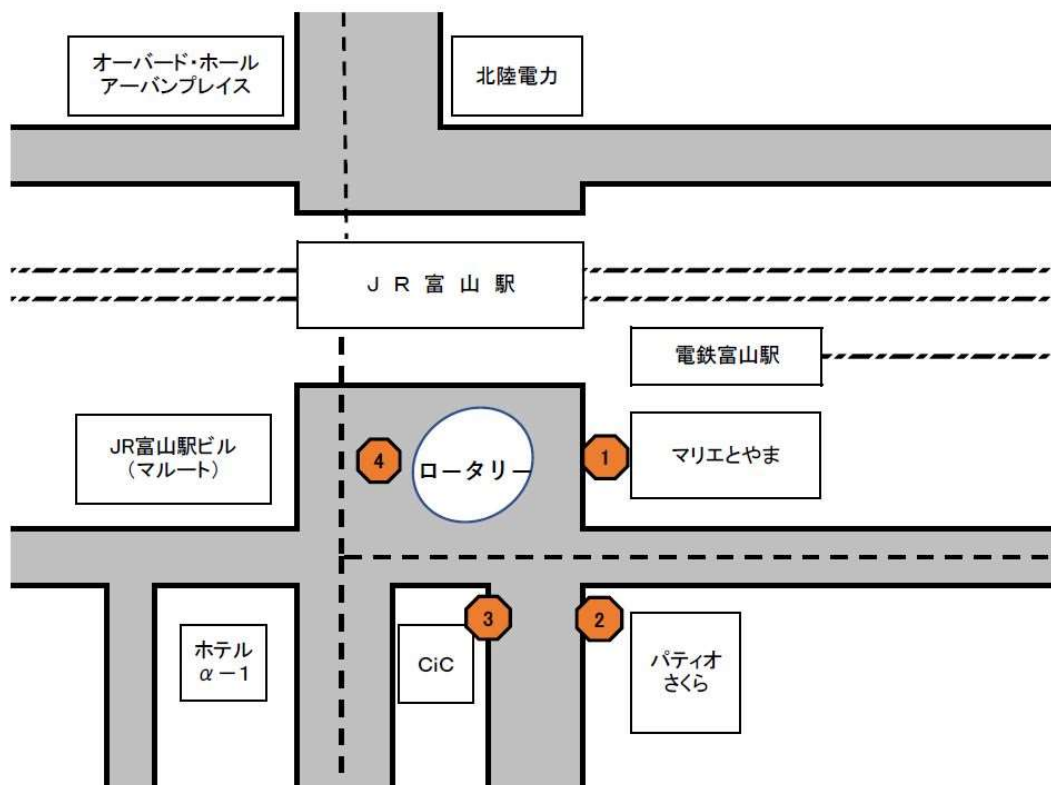 オーバード・ホール
アーバンプレイス
北陸電力
ＪＲ富山駅
電鉄富山駅
JR富山駅ビル
（マルート）
4
ロータリー
1
マリエとやま
3
2
ホテル
α－1
CiC
パティオ
さくら